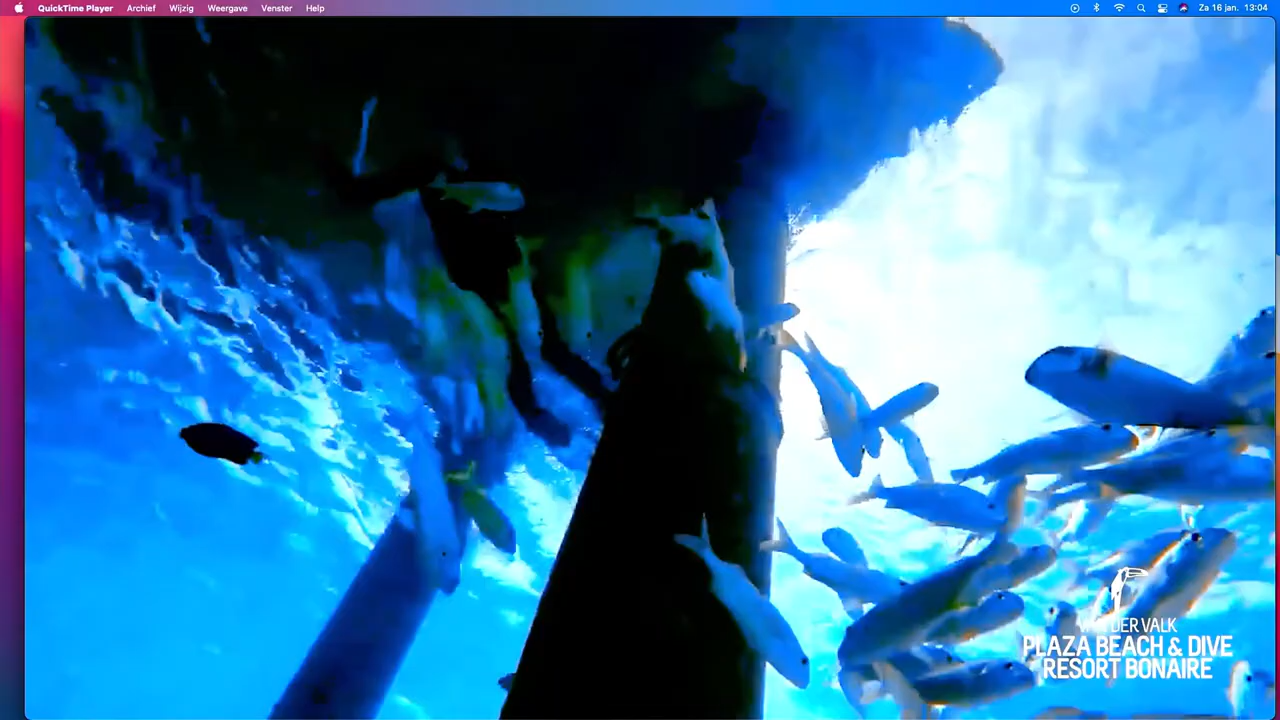 QuickTime Player Archief Wijzig Weergave Venster Help Za 16 jan. 13:04
VAN DER VALK
PLAZA BEACH & DIVE
RESORT BONAIRE